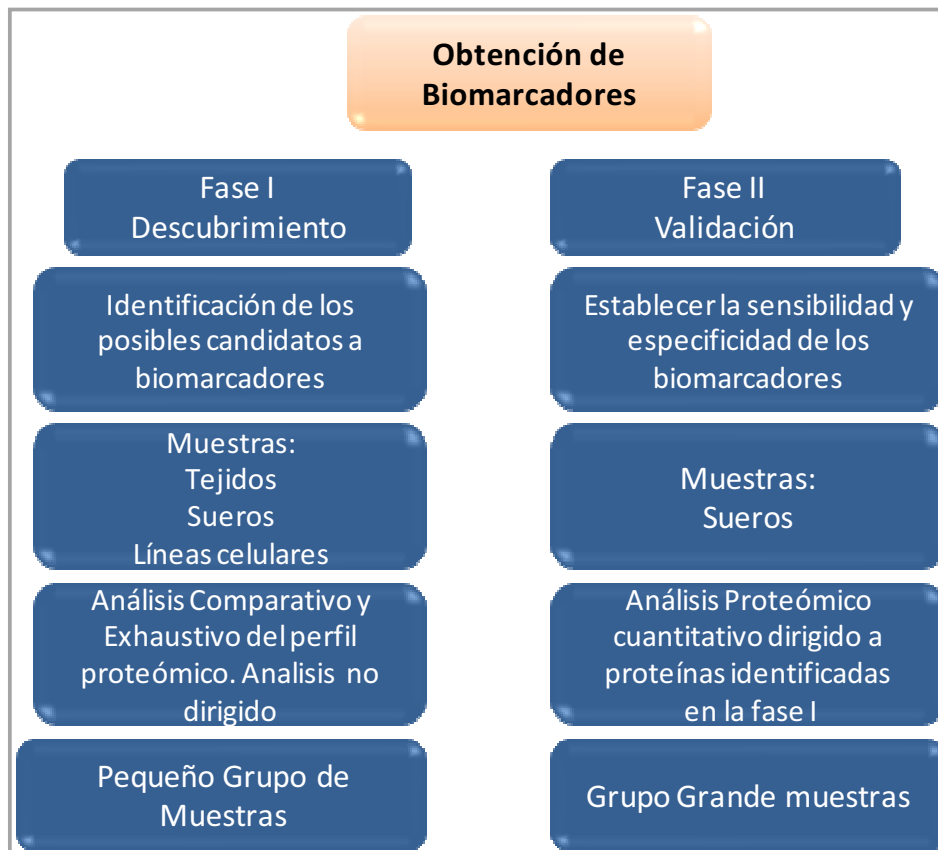 Obtención de
Biomarcadores
Fase I
Descubrimiento
Identificación de los
posibles candidatos a
biomarcadores
Muestras:
Tejidos
Sueros
Líneas celulares
Análisis Comparativo y
Exhaustivo del perfil
proteómico. Analisis no
dirigido
Pequeño Grupo de
Muestras
Fase II
Validación
Establecer la sensibilidad y
especificidad de los
biomarcadores
Muestras:
Sueros
Análisis Proteómico
cuantitativo dirigido a
proteínas identificadas
en la fase I
Grupo Grande muestras